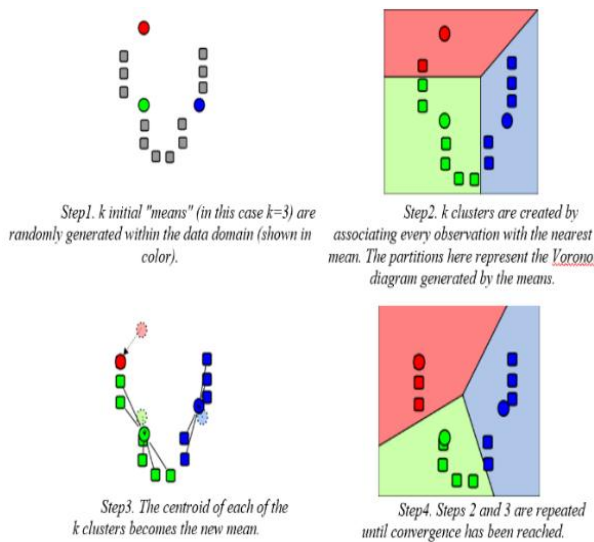 Step1. k initial "means" (in this case k=3) are
randomly generated within the data domain (shown in
color).
Step2. k clusters are created by
associating every observation with the nearest
mean. The partitions here represent the Vorono
diagram generated by the means.
Step3. The centroid of each of the
k clusters becomes the new mean.
Step4. Steps 2 and 3 are repeated
until convergence has been reached.